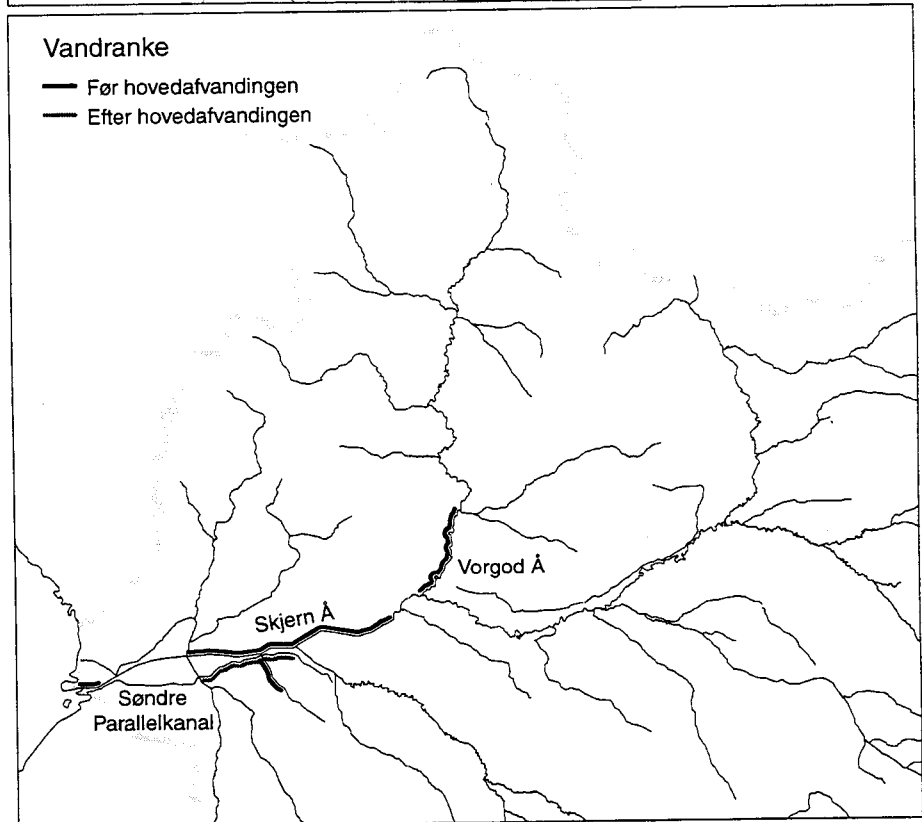 Vandranke
Før hovedafvandingen
Efter hovedafvandingen
Vorgod Å
Skjern Å
Søndre
Parallelkanal